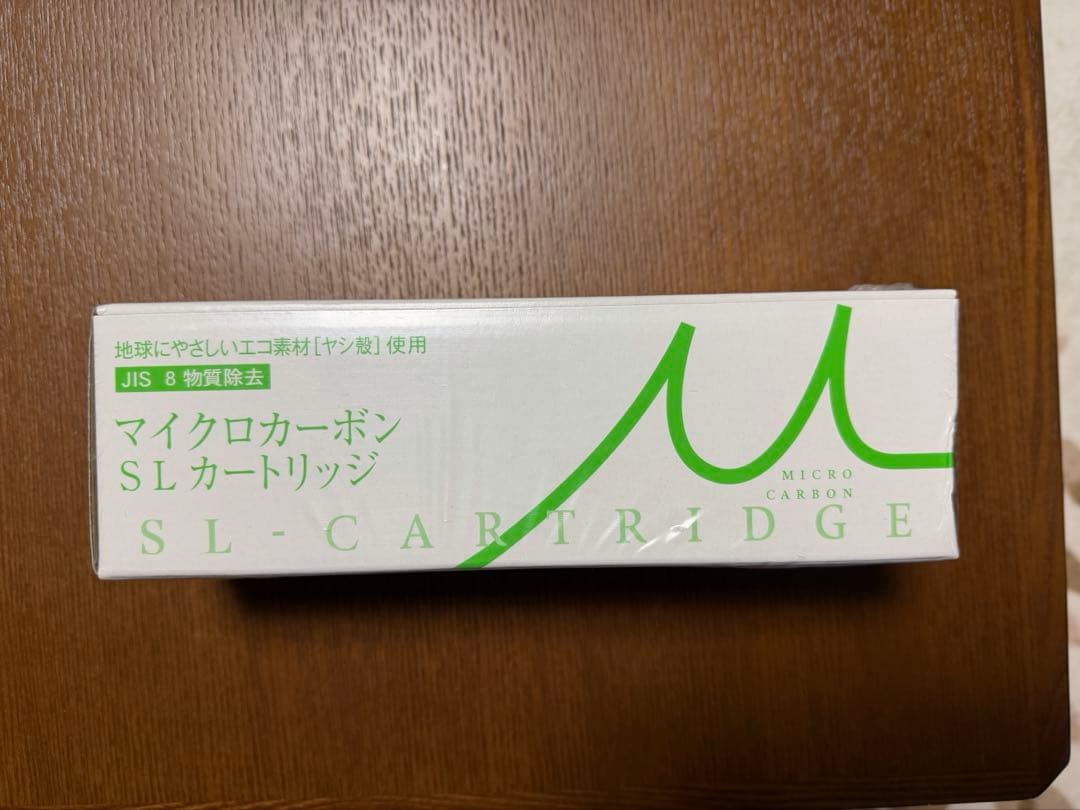 地球にやさしいエコ素材[ヤシ殻]使用
JIS 8 物質除去
マイクロカーボン
SLカートリッジ
μ
MICRO
CARBON
SL-CARTRIDGE